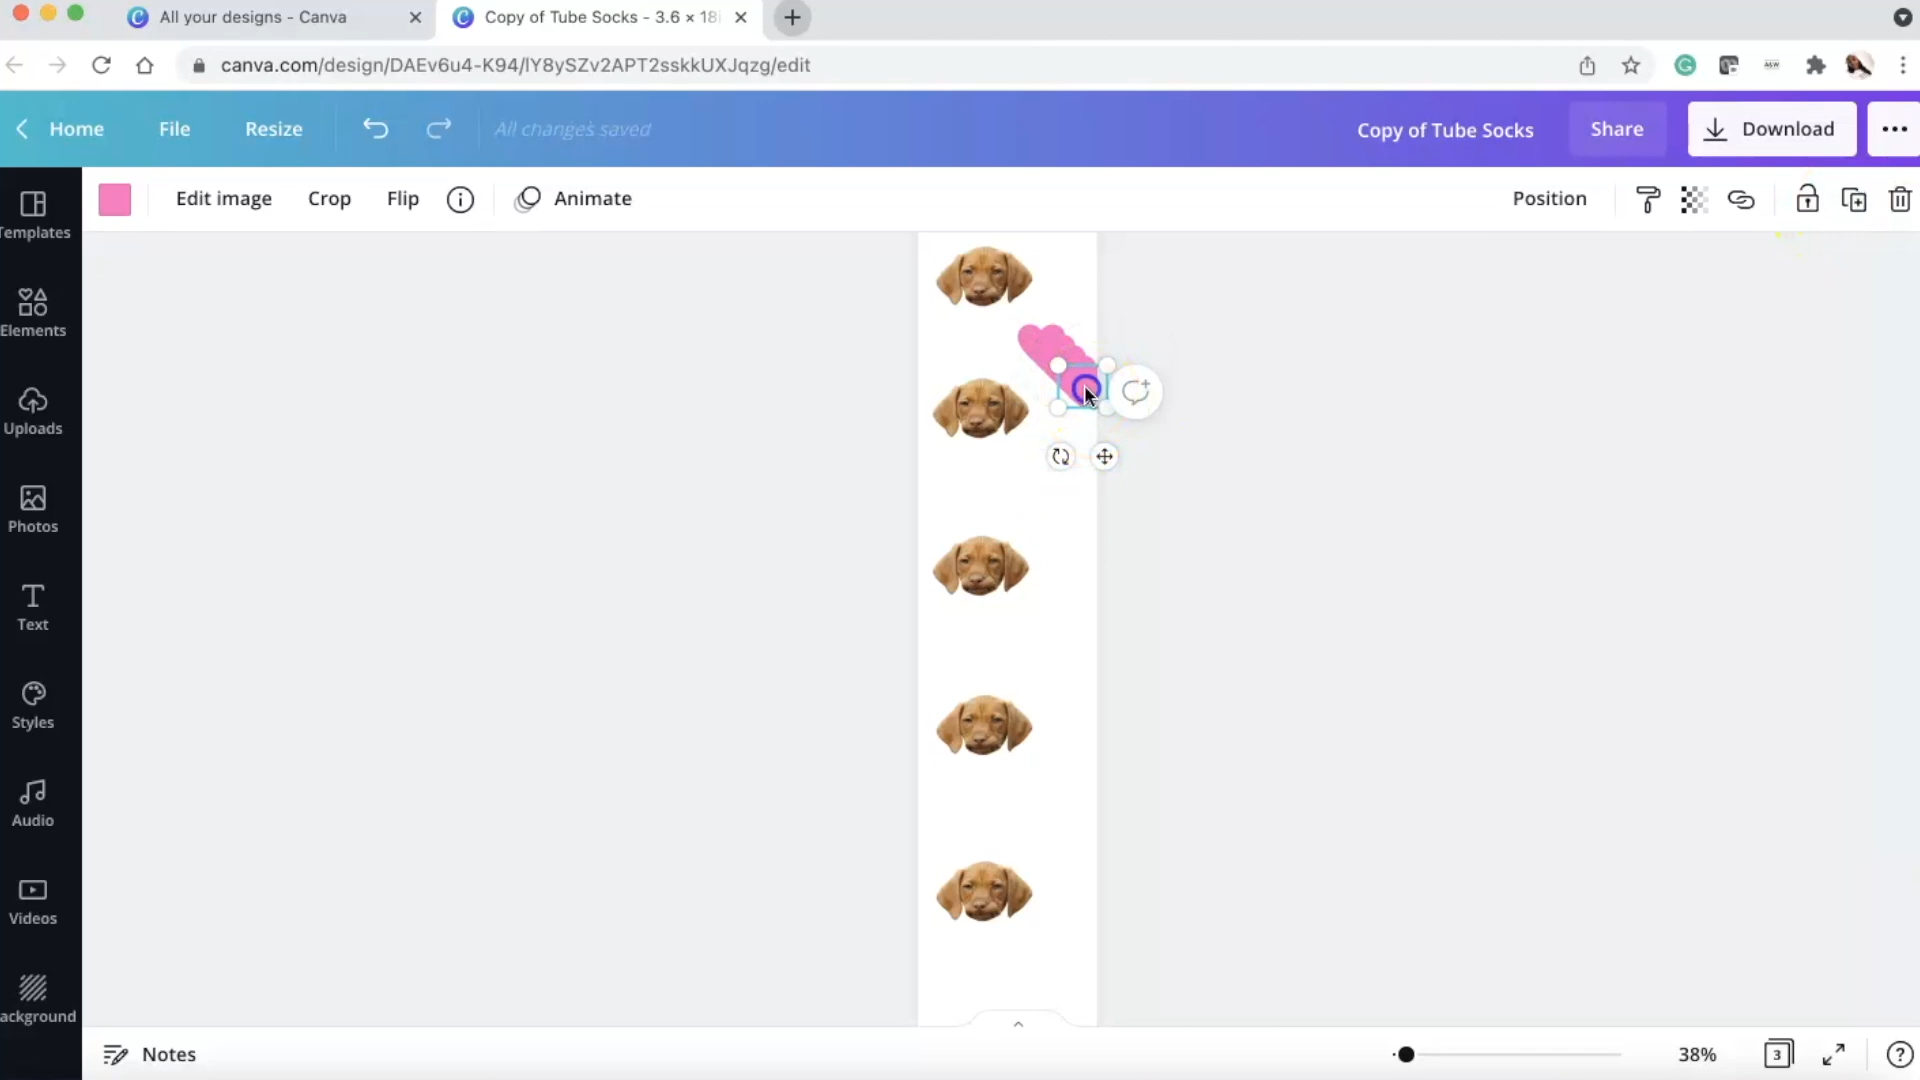 All your designs - Canva
Copy of Tube Socks - 3.6 × 18i
canva.com/design/DAEv6u4-K94/lY8ySZv2APT2sskkUXJqzg/edit
A&W
Home
File
Resize
All changes saved
Copy of Tube Socks
Share
Download
Edit image
Crop
Flip
Animate
Position
Templates
Elements
Uploads
Photos
Text
Styles
Audio
Videos
ackground
Notes
38%
3